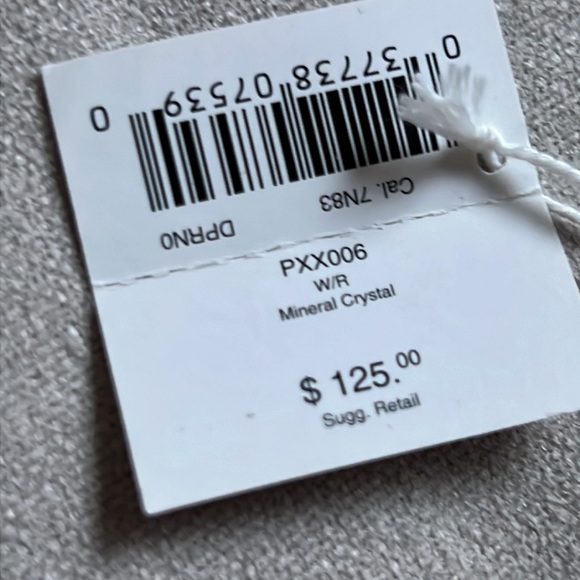 0 37738 07539 0
Cal. 7N83 DPRN0
PXX006
W/R
Mineral Crystal
$ 125.00
Sugg. Retail